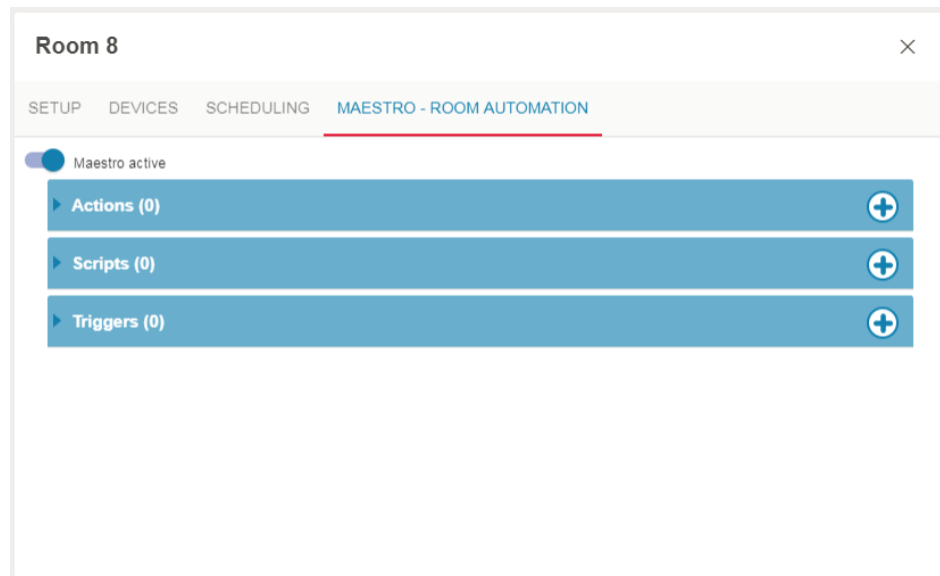 Room 8
SETUP DEVICES SCHEDULING MAESTRO - ROOM AUTOMATION
Maestro active
Actions (0)
Scripts (0)
Triggers (0)